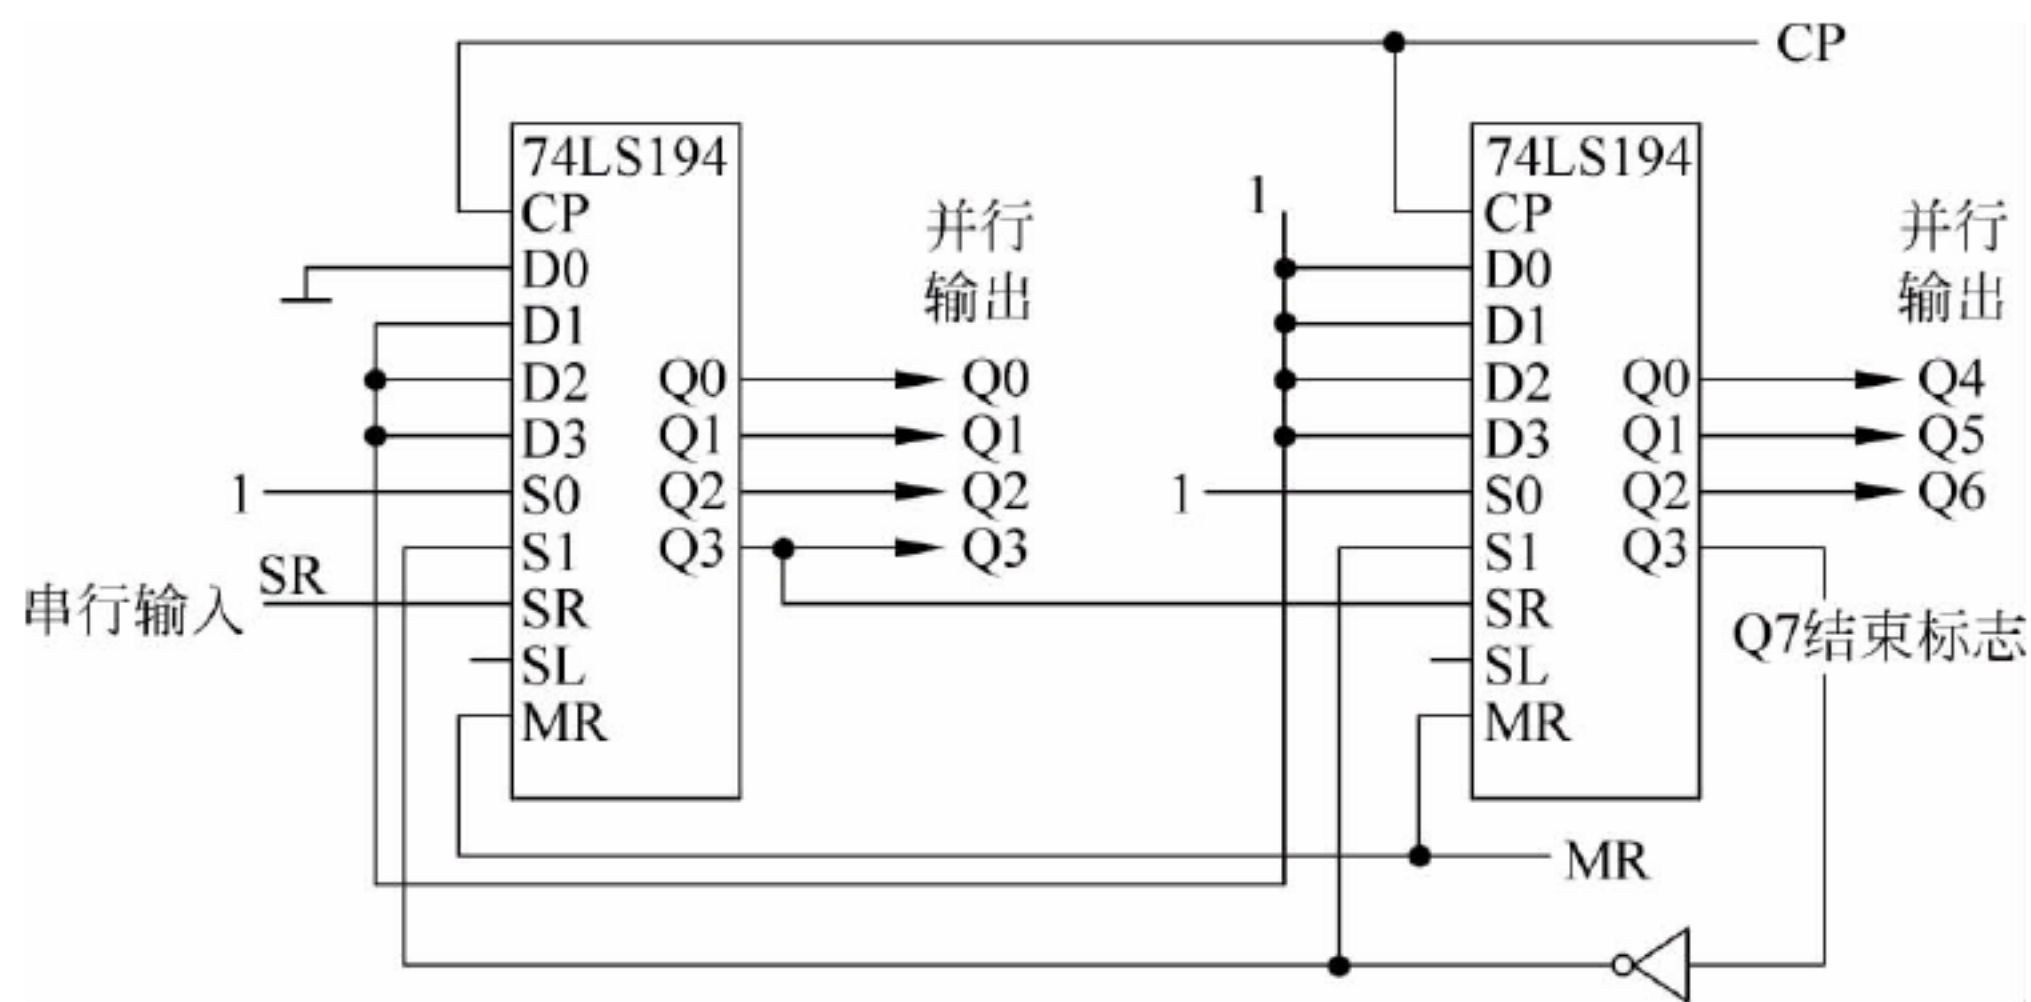 CP
74LS194
CP
D0
D1
D2
D3
S0
S1
SR
SL
MR
Q0
Q1
Q2
Q3
1
SR
串行输入
并行
输出
Q0
Q1
Q2
Q3
1
1
74LS194
CP
D0
D1
D2
D3
S0
S1
SR
SL
MR
Q0
Q1
Q2
Q3
并行
输出
Q4
Q5
Q6
Q7结束标志
MR